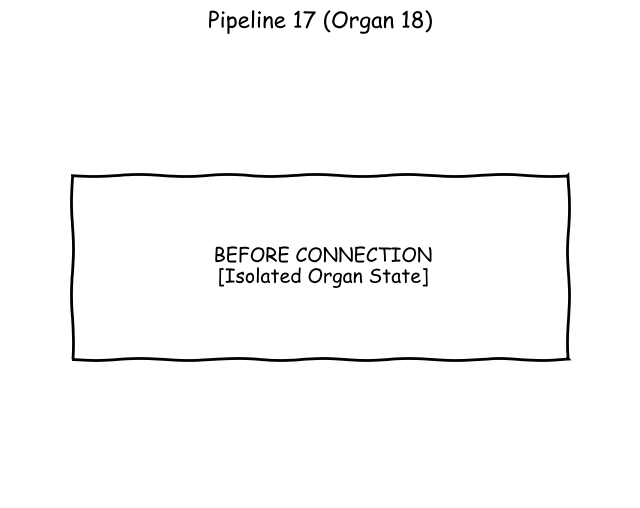 Pipeline 17 (Organ 18)
BEFORE CONNECTION
[Isolated Organ State]